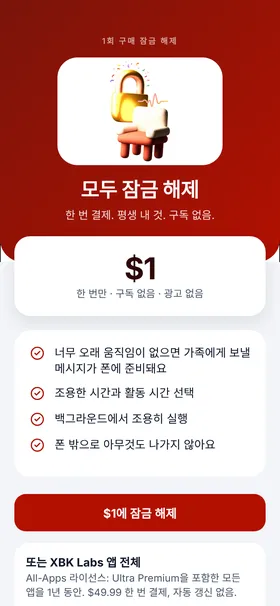 1회 구매 잠금 해제
모두 잠금 해제
한 번 결제. 평생 내 것. 구독 없음.
$1
한 번만 · 구독 없음 · 광고 없음
너무 오래 움직임이 없으면 가족에게 보낼
메시지가 폰에 준비돼요
조용한 시간과 활동 시간 선택
백그라운드에서 조용히 실행
폰 밖으로 아무것도 나가지 않아요
$1에 잠금 해제
또는 XBK Labs 앱 전체
All-Apps 라이선스: Ultra Premium을 포함한 모든
앱을 1년 동안. $49.99 한 번 결제, 자동 갱신 없음.